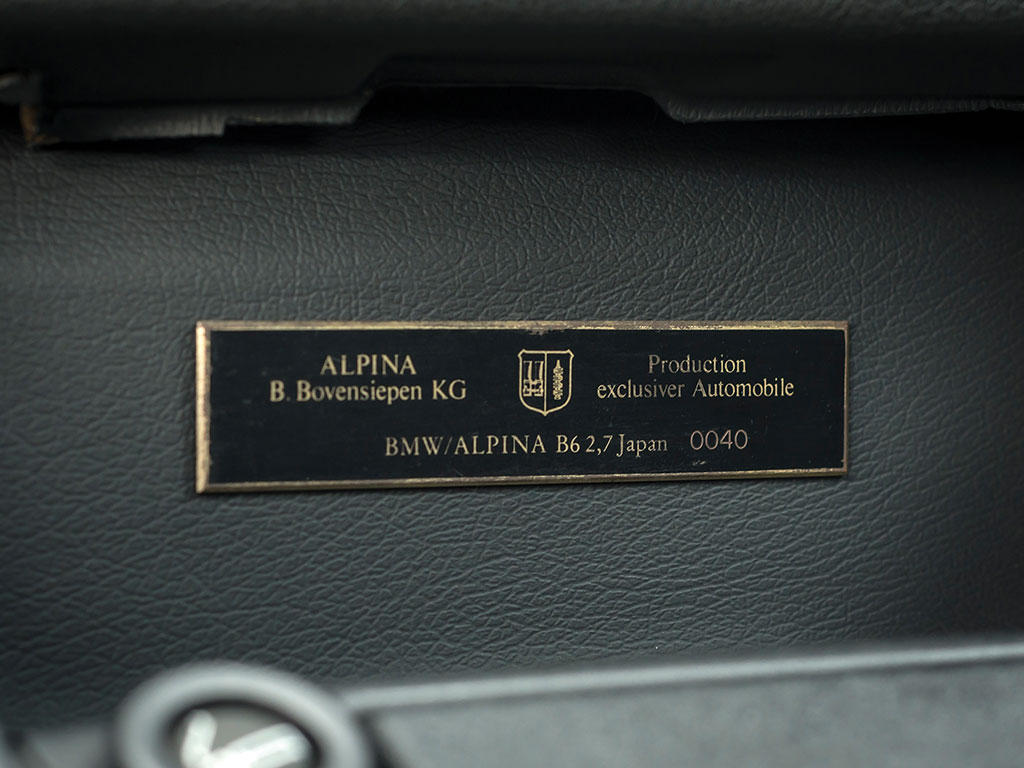 ALPINA
B. Bovensiepen KG
Production
exclusiver Automobile
BMW/ALPINA B6 2,7 Japan 0040